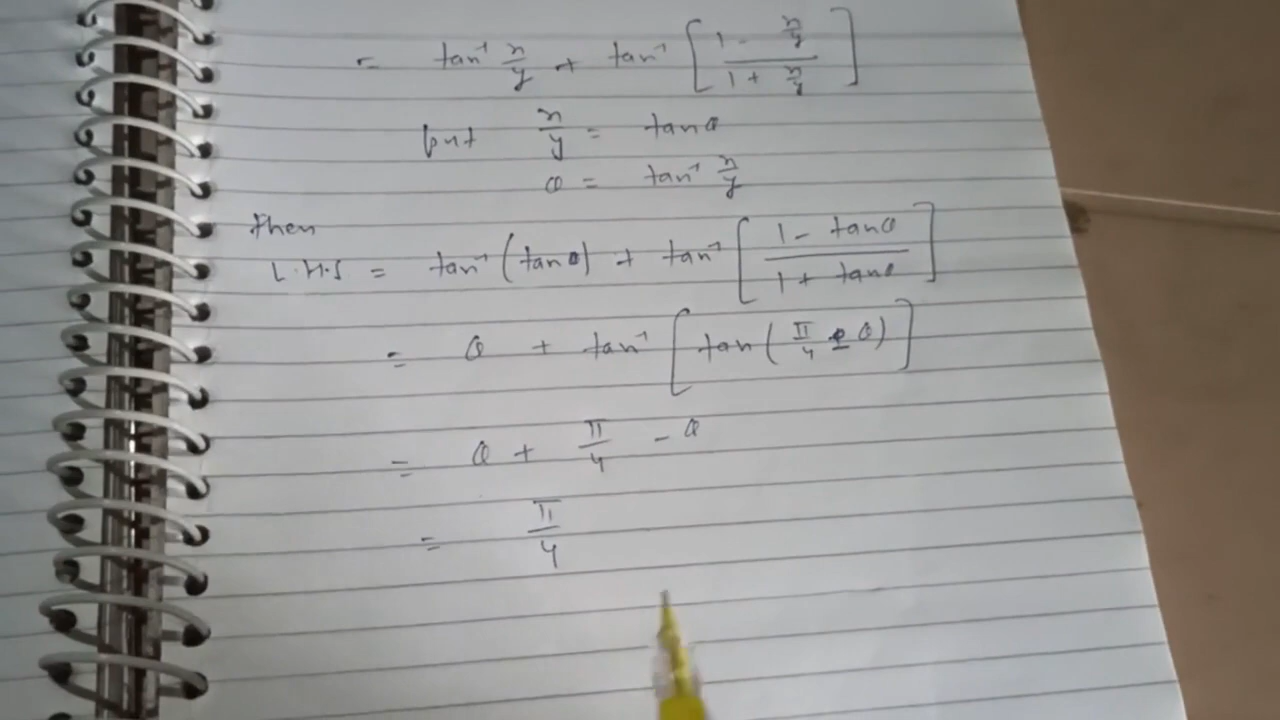 = tan⁻¹ x/y + tan⁻¹ [ (1 - x/y) / (1 + x/y) ]
put x/y = tanθ
θ = tan⁻¹ x/y
then
L.H.S = tan⁻¹ (tanθ) + tan⁻¹ [ (1 - tanθ) / (1 + tanθ) ]
= θ + tan⁻¹ [ tan ( π/4 - θ) ]
= θ + π/4 - θ
= π/4